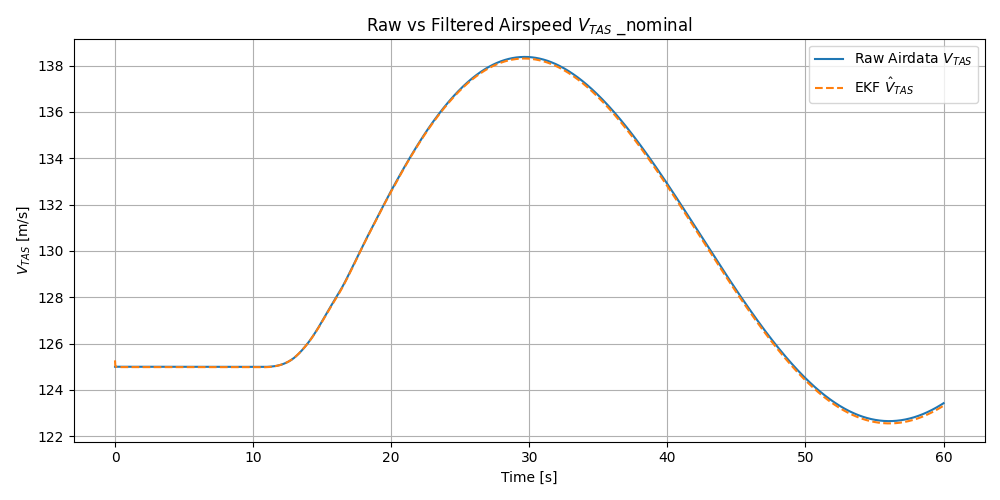 Raw vs Filtered Airspeed V_TAS _nominal
Raw Airdata V_TAS
EKF V̂_TAS
V_TAS [m/s]
138
136
134
132
130
128
126
124
122
0 10 20 30 40 50 60
Time [s]